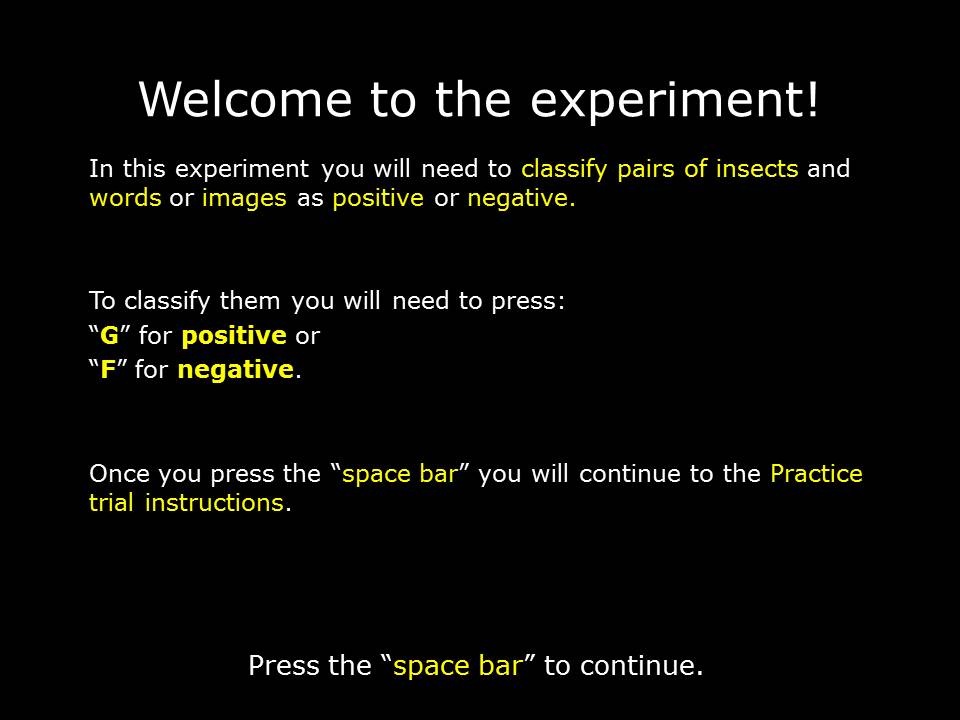 Welcome to the experiment!
In this experiment you will need to classify pairs of insects and
words or images as positive or negative.
To classify them you will need to press:
“G” for positive or
“F” for negative.
Once you press the “space bar” you will continue to the Practice
trial instructions.
Press the “space bar” to continue.